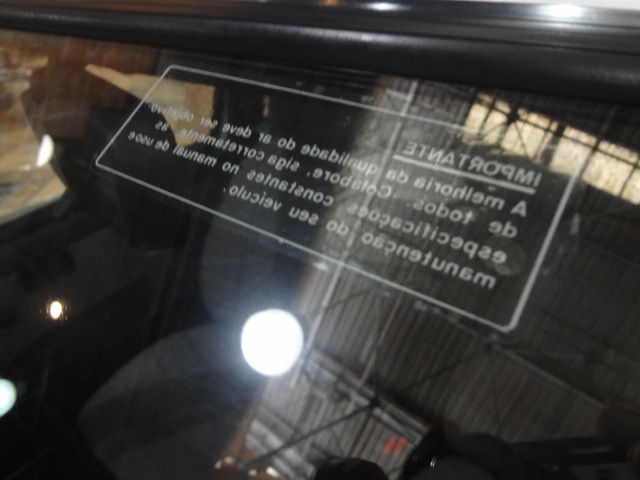 IMPORTANTE:
A melhoria da qualidade do ar deve ser objetivo
de todos. Colabore, siga, corretamente, as
especificações constantes no manual de uso e
manutenção do seu veículo.